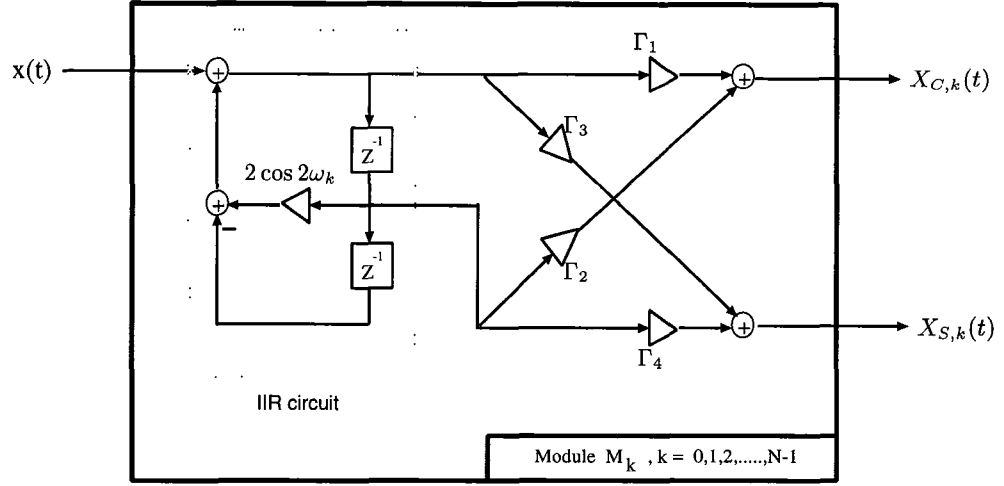 Γ₁
x(t)
X_{C,k}(t)
Γ₃
Z⁻¹
2 cos 2ω_k
Z⁻¹
Γ₂
X_{S,k}(t)
Γ₄
IIR circuit
Module M_k , k = 0,1,2,.....,N-1